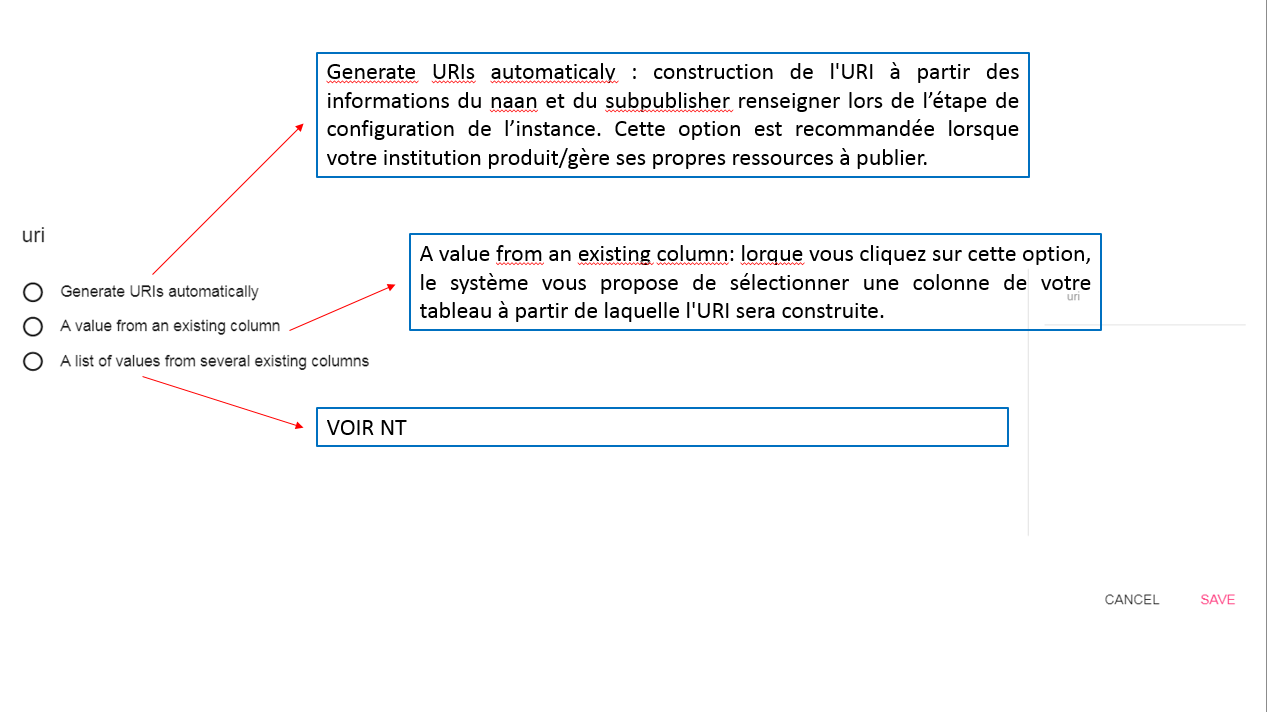 Generate URIs automaticaly : construction de l'URI à partir des
informations du naan et du subpublisher renseigner lors de l’étape de
configuration de l’instance. Cette option est recommandée lorsque
votre institution produit/gère ses propres ressources à publier.
uri
Generate URIs automatically
A value from an existing column
A list of values from several existing columns
A value from an existing column: lorque vous cliquez sur cette option,
le système vous propose de sélectionner une colonne de votre
tableau à partir de laquelle l'URI sera construite.
uri
VOIR NT
CANCEL
SAVE